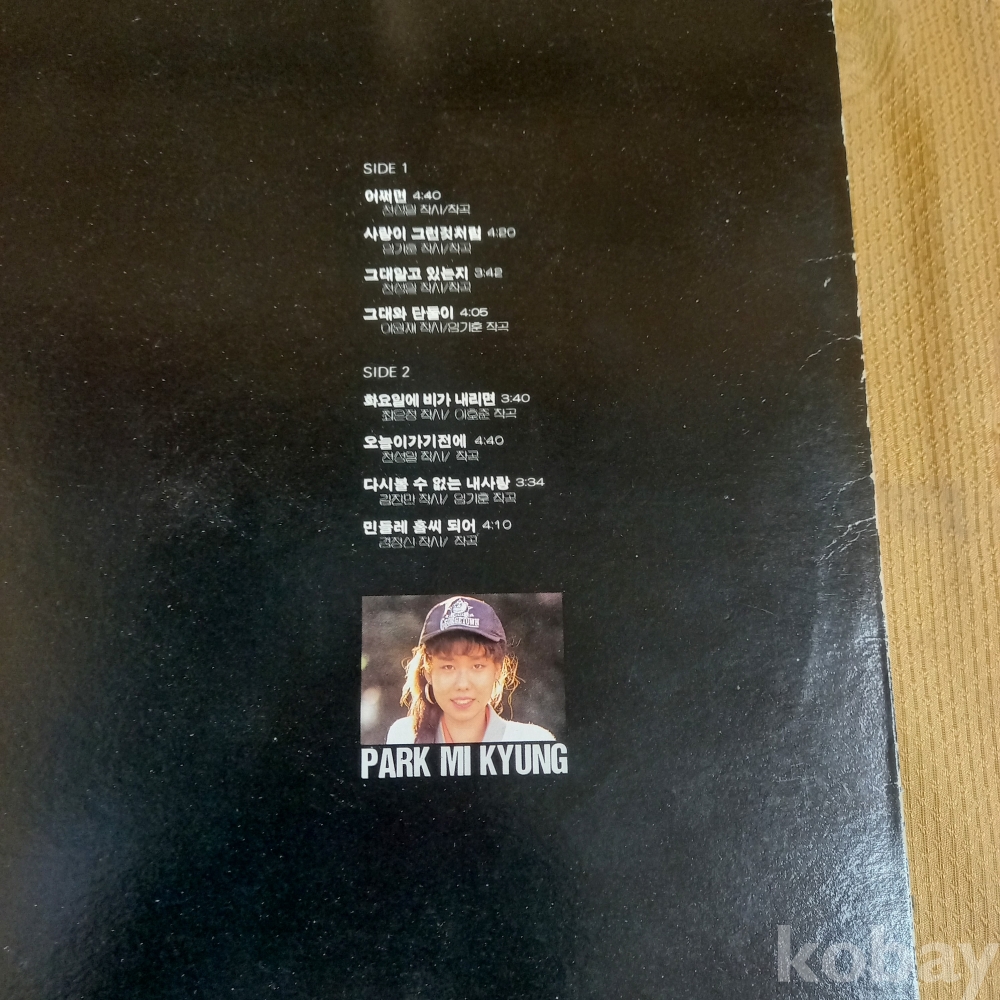 SIDE 1
어쩌면 4:40
천성일 작사/작곡
사랑이 그런것처럼 4:20
임기훈 작사/작곡
그대알고 있는지 3:42
천성일 작사/작곡
그대와 단둘이 4:05
이원재 작사/임기훈 작곡
SIDE 2
화요일에 비가 내리면 3:40
최은정 작사/ 이호준 작곡
오늘이가기전에 4:40
천성일 작사/ 작곡
다시볼 수 없는 내사랑 3:34
김진만 작사/ 임기훈 작곡
민들레 홀씨 되어 4:10
김정신 작사/ 작곡
GEORGETOWN
PARK MI KYUNG
kobay